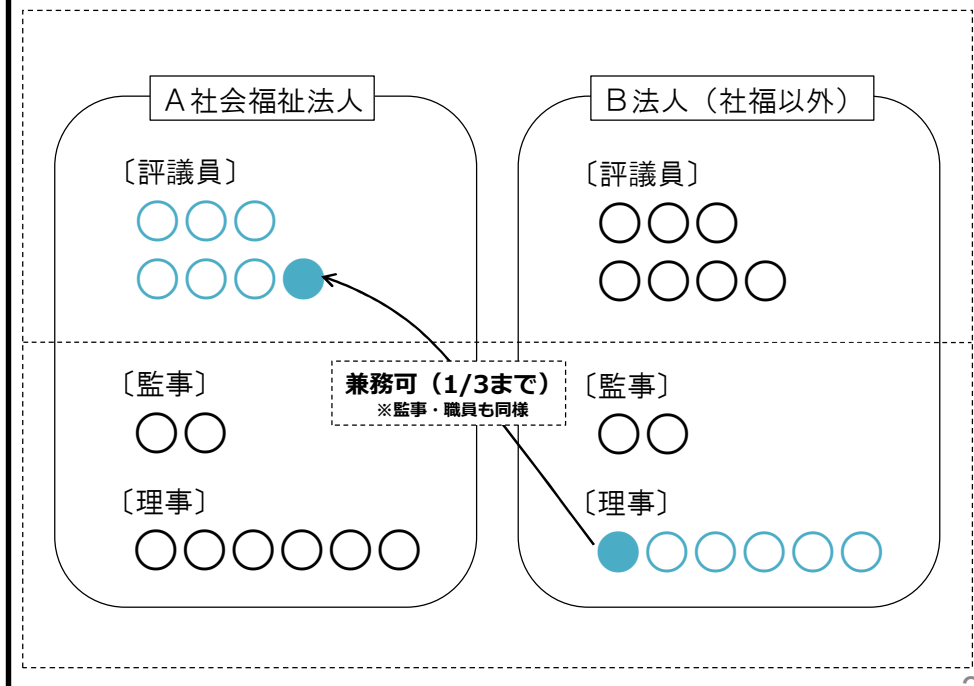 A社会福祉法人
〔評議員〕
〔監事〕
〔理事〕
B法人（社福以外）
〔評議員〕
〔監事〕
〔理事〕
兼務可（1/3まで）
※監事・職員も同様